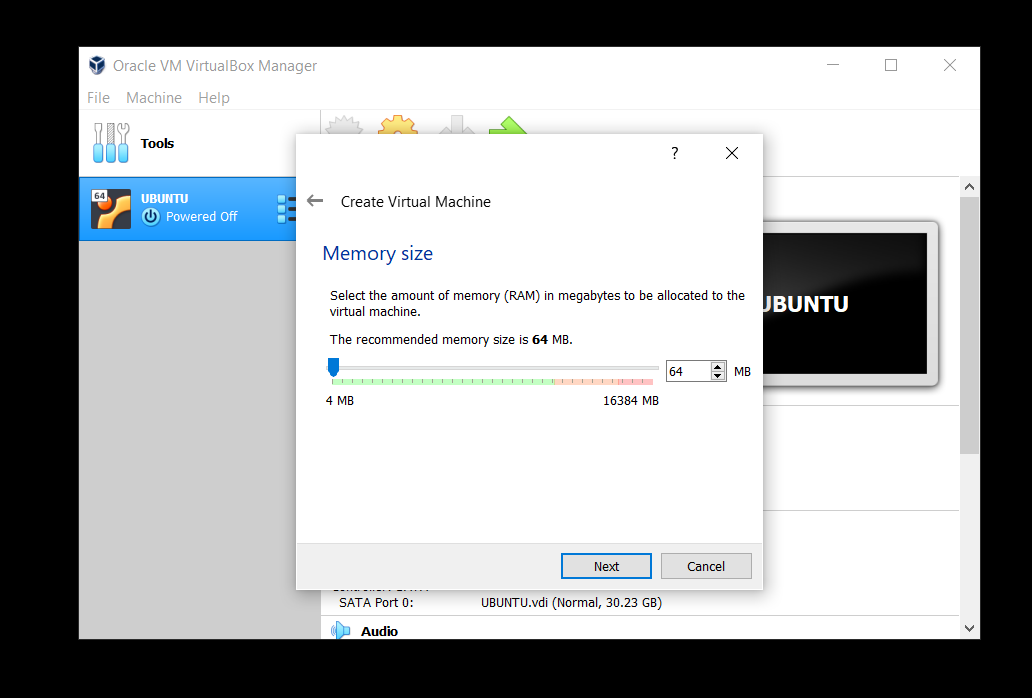 Oracle VM VirtualBox Manager
File Machine Help
Tools
64
UBUNTU
Powered Off
?
Create Virtual Machine
Memory size
Select the amount of memory (RAM) in megabytes to be allocated to the
virtual machine.
The recommended memory size is 64 MB.
64 MB
4 MB 16384 MB
Next Cancel
UBUNTU
SATA Port 0: UBUNTU.vdi (Normal, 30.23 GB)
Audio